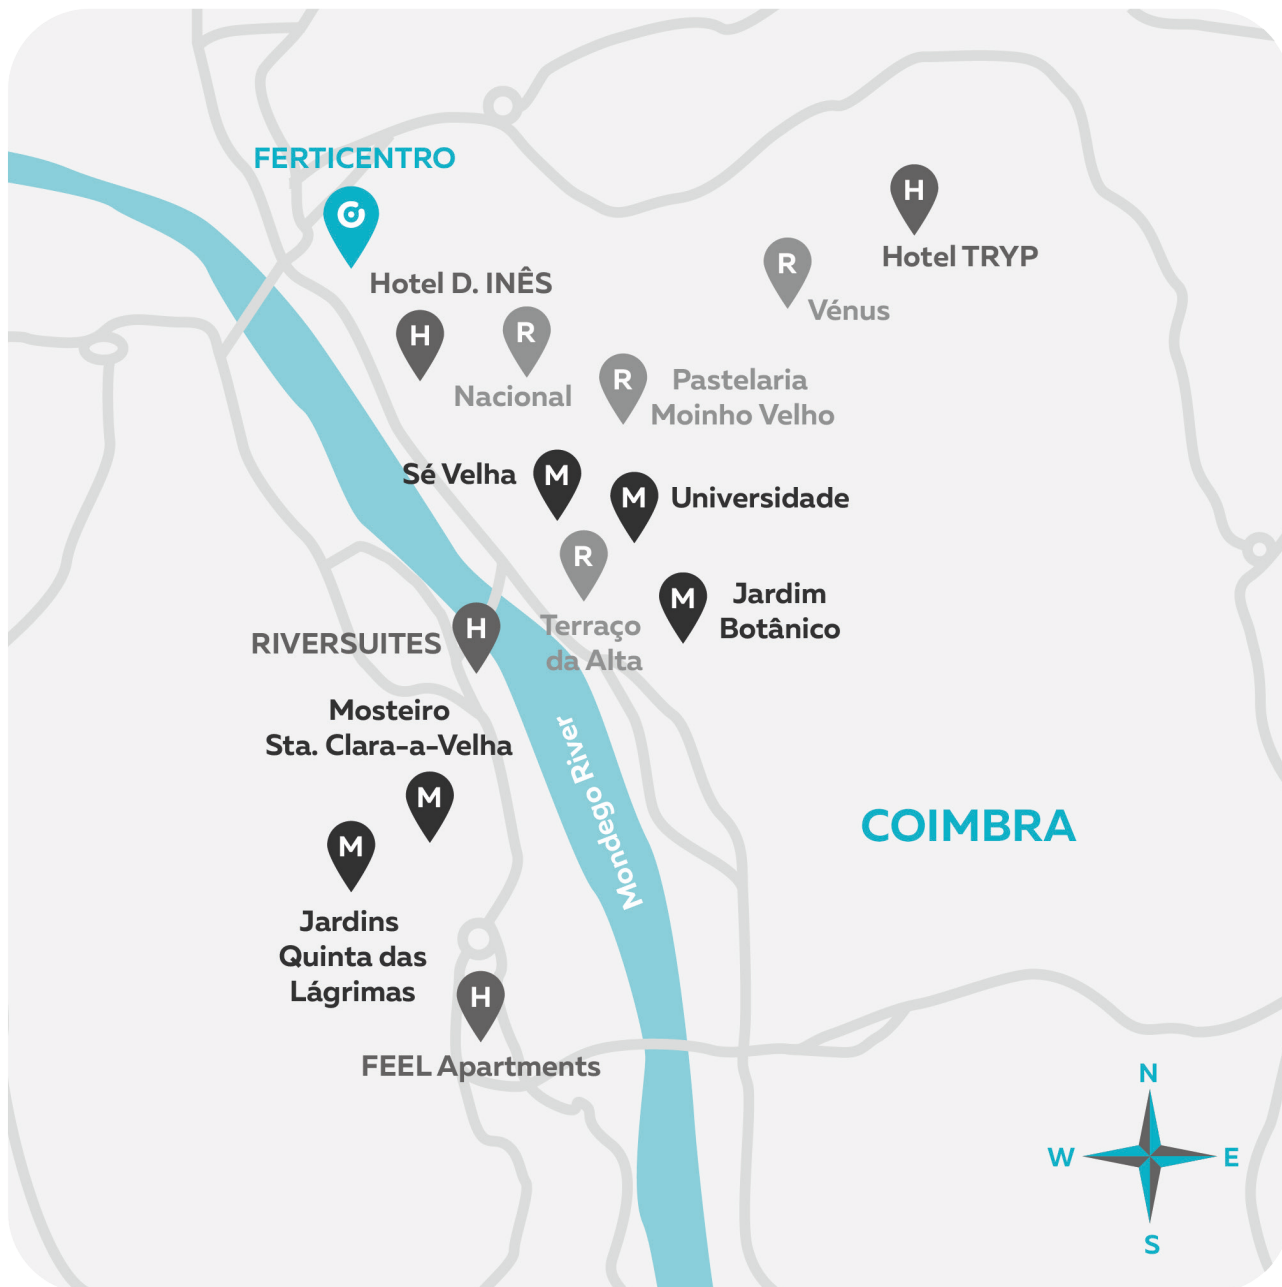 FERTICENTRO
H
Hotel TRYP
R
Vénus
Hotel D. INÊS
H
R
Nacional
R
Pastelaria
Moinho Velho
Sé Velha
M
M
Universidade
R
Terraço
da Alta
M
Jardim
Botânico
RIVERSUITES
H
Mosteiro
Sta. Clara-a-Velha
M
Mondego River
M
Jardins
Quinta das
Lágrimas
COIMBRA
H
FEEL Apartments
N
W
E
S